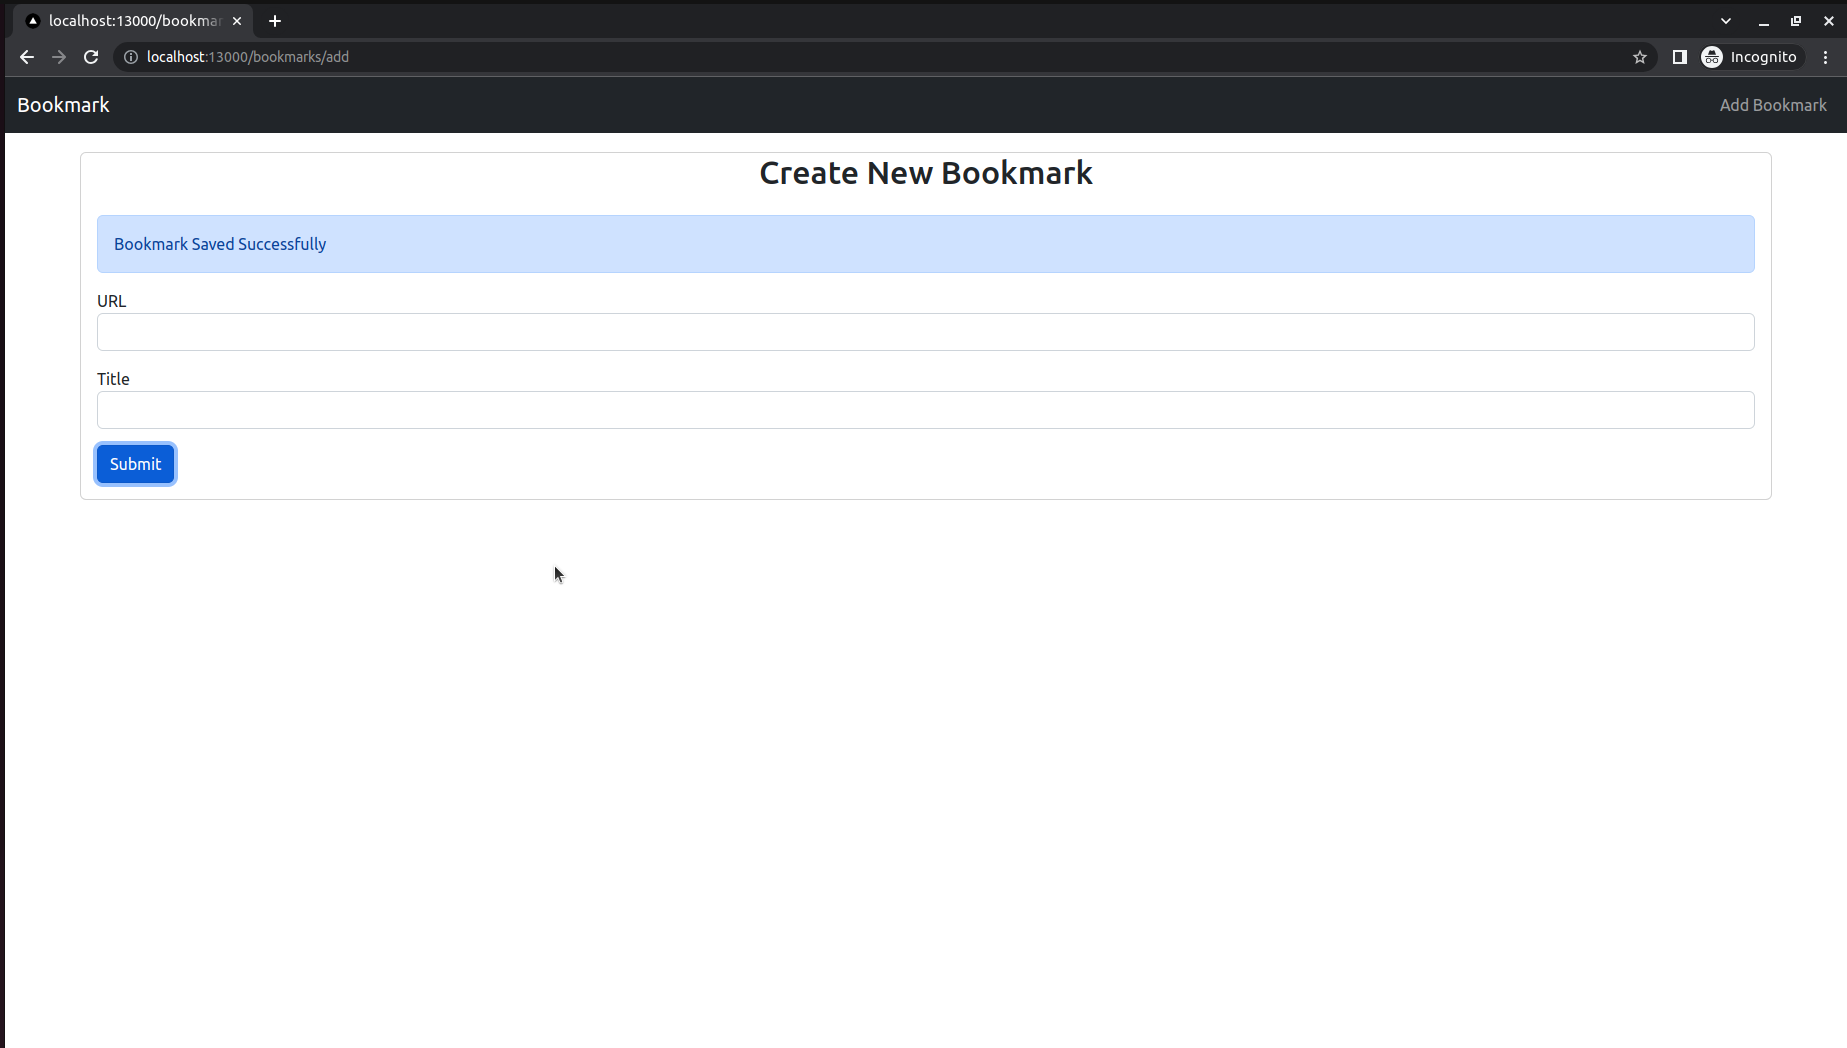 localhost:13000/bookmar
localhost:13000/bookmarks/add
Incognito
Bookmark
Add Bookmark
Create New Bookmark
Bookmark Saved Successfully
URL
Title
Submit